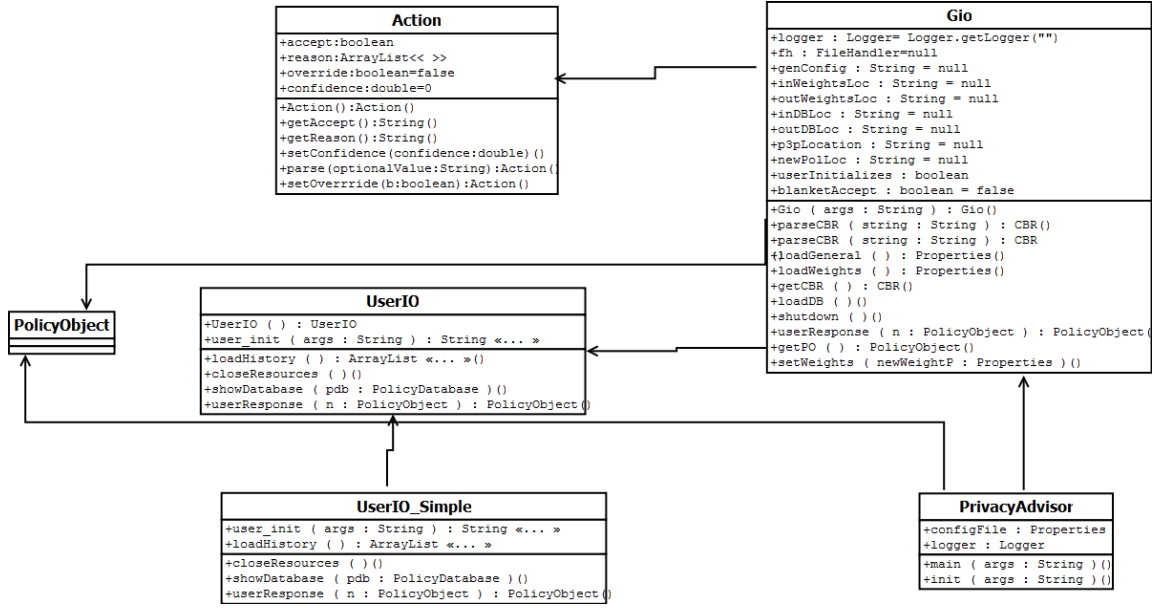 Action
+accept:boolean
+reason:ArrayList<< >>
+override:boolean=false
+confidence:double=0
+Action():Action()
+getAccept():String()
+getReason():String()
+setConfidence(confidence:double)()
+parse(optionalValue:String):Action()
+setOverrride(b:boolean):Action()
Gio
+logger : Logger= Logger.getLogger("")
+fh : FileHandler=null
+genConfig : String = null
+inWeightsLoc : String = null
+outWeightsLoc : String = null
+inDBLoc : String = null
+outDBLoc : String = null
+p3pLocation : String = null
+newPolLoc : String = null
+userInitializes : boolean
+blanketAccept : boolean = false
+Gio ( args : String ) : Gio()
+parseCBR ( string : String ) : CBR()
+parseCBR ( string : String ) : CBR
+loadGeneral ( ) : Properties()
+loadWeights ( ) : Properties()
+getCBR ( ) : CBR()
+loadDB ( )()
+shutdown ( )()
+userResponse ( n : PolicyObject ) : PolicyObject()
+getPO ( ) : PolicyObject()
+setWeights ( newWeightP : Properties )()
PolicyObject
UserIO
+UserIO ( ) : UserIO
+user_init ( args : String ) : String «... »
+loadHistory ( ) : ArrayList «... »()
+closeResources ( )()
+showDatabase ( pdb : PolicyDatabase )()
+userResponse ( n : PolicyObject ) : PolicyObject()
UserIO_Simple
+user_init ( args : String ) : String «... »
+loadHistory ( ) : ArrayList «... »
+closeResources ( )()
+showDatabase ( pdb : PolicyDatabase )()
+userResponse ( n : PolicyObject ) : PolicyObject()
PrivacyAdvisor
+configFile : Properties
+logger : Logger
+main ( args : String )()
+init ( args : String )()